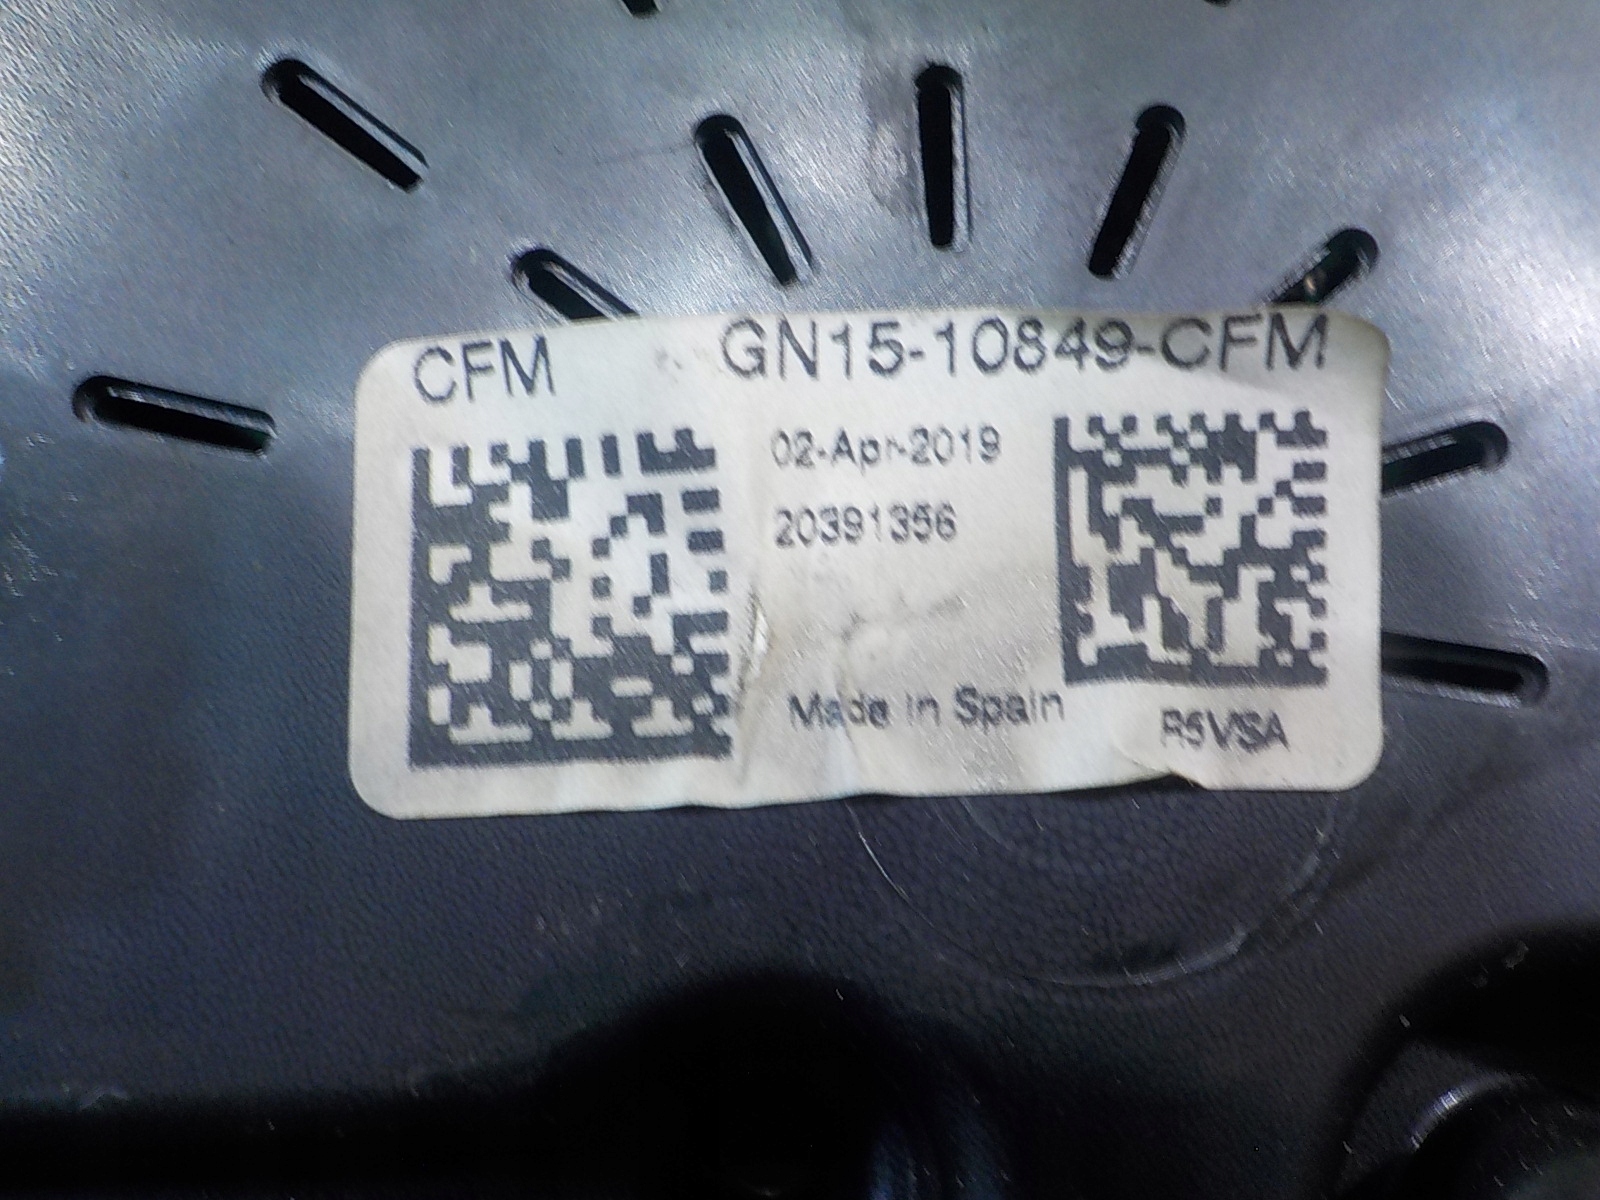 CFM GN15-10849-CFM
02-Apr-2019
20391356
Made in Spain
R5VSA